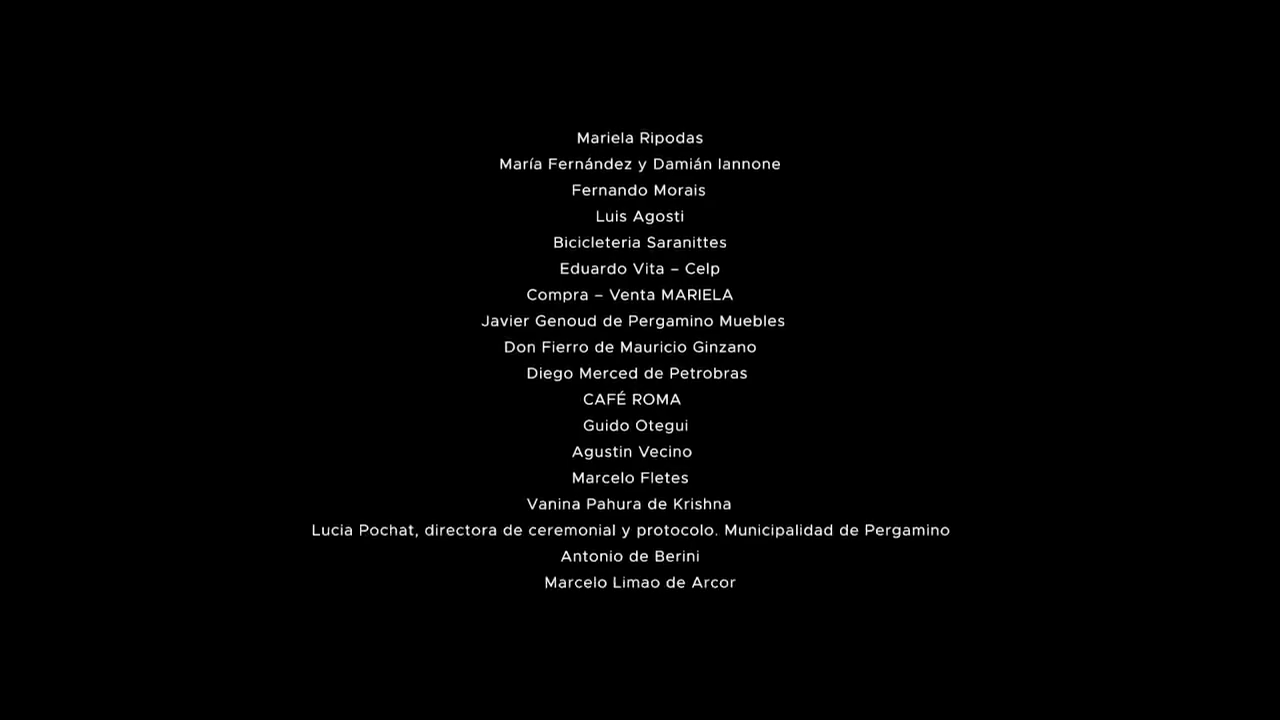 Mariela Ripodas
María Fernández y Damián Iannone
Fernando Morais
Luis Agosti
Bicicleteria Saranittes
Eduardo Vita – Celp
Compra – Venta MARIELA
Javier Genoud de Pergamino Muebles
Don Fierro de Mauricio Ginzano
Diego Merced de Petrobras
CAFÉ ROMA
Guido Otegui
Agustin Vecino
Marcelo Fletes
Vanina Pahura de Krishna
Lucia Pochat, directora de ceremonial y protocolo. Municipalidad de Pergamino
Antonio de Berini
Marcelo Limao de Arcor